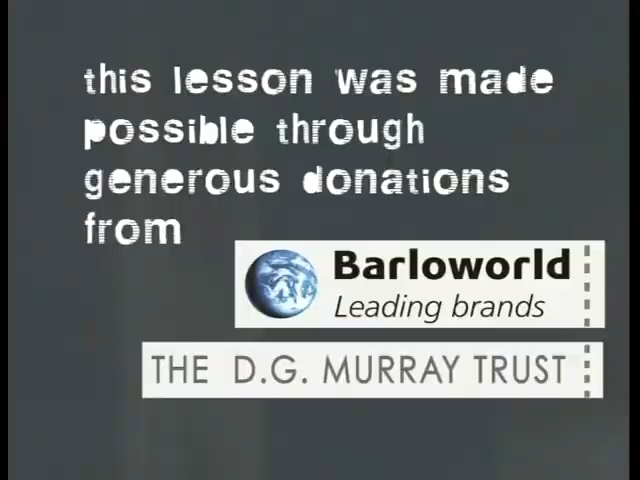 this lesson was made
possible through
generous donations
from
Barloworld
Leading brands
THE D.G. MURRAY TRUST